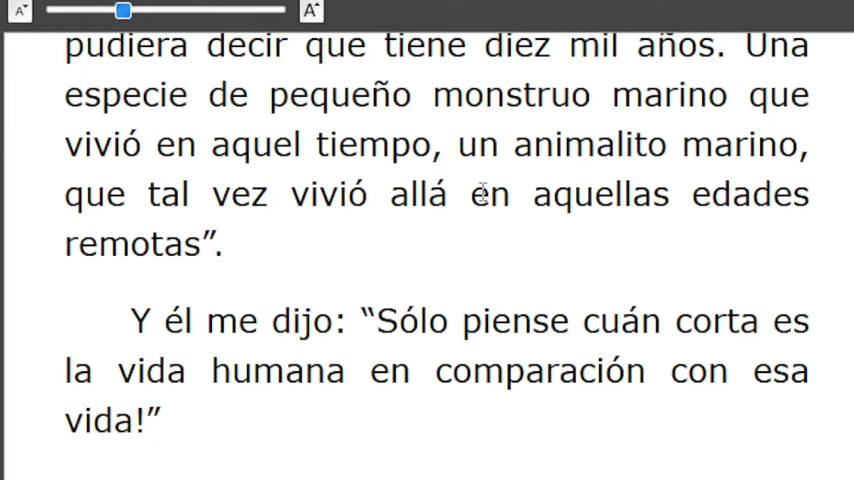 A A
pudiera decir que tiene diez mil años. Una
especie de pequeño monstruo marino que
vivió en aquel tiempo, un animalito marino,
que tal vez vivió allá en aquellas edades
remotas”.
Y él me dijo: “Sólo piense cuán corta es
la vida humana en comparación con esa
vida!”